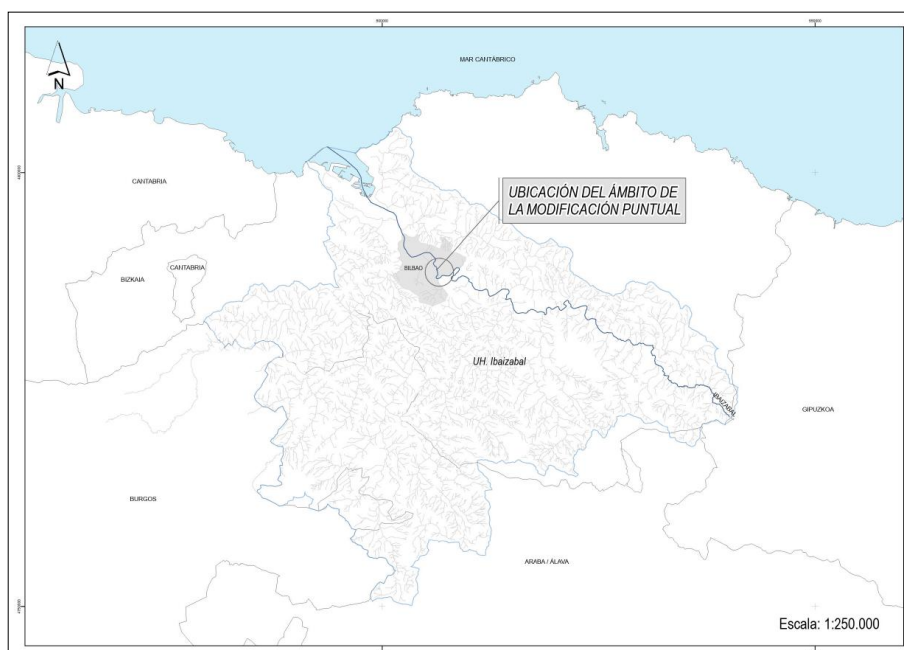 MAR CANTÁBRICO
N
CANTABRIA
UBICACIÓN DEL ÁMBITO DE
LA MODIFICACIÓN PUNTUAL
BILBAO
CANTABRIA
BIZKAIA
UH. Ibaizabal
IBAIZABAL
GIPUZKOA
BURGOS
ARABA / ÁLAVA
Escala: 1:250.000